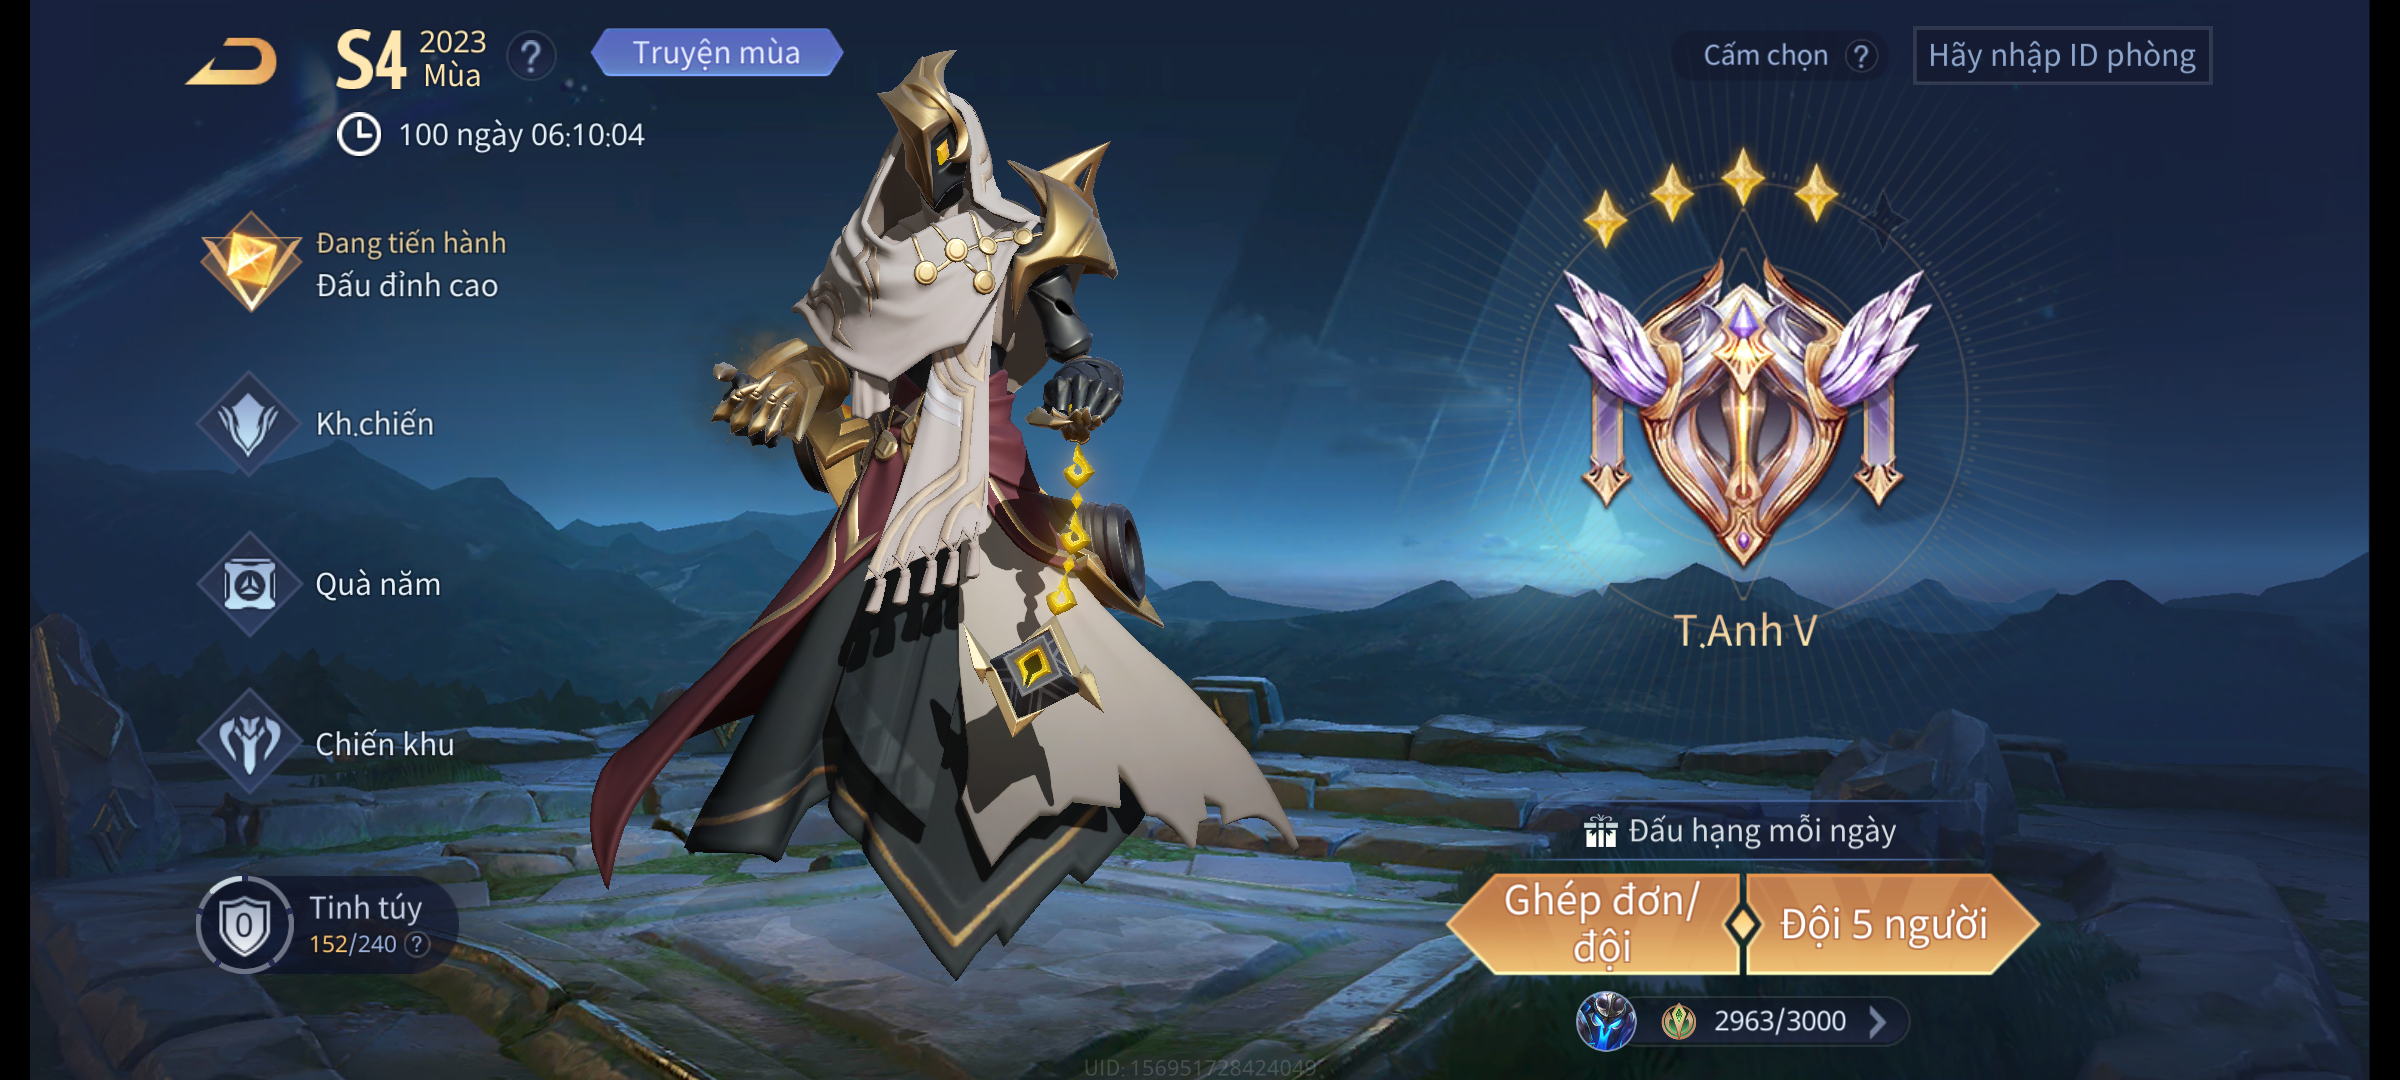 S4
2023
Mùa
?
Truyện mùa
Cấm chọn ?
Hãy nhập ID phòng
100 ngày 06:10:04
Đang tiến hành
Đấu đỉnh cao
Kh.chiến
Quà năm
Chiến khu
T.Anh V
Đấu hạng mỗi ngày
Ghép đơn/
đội
Đội 5 người
0
Tinh túy
152/240 ?
2963/3000
UID: 156951728424049